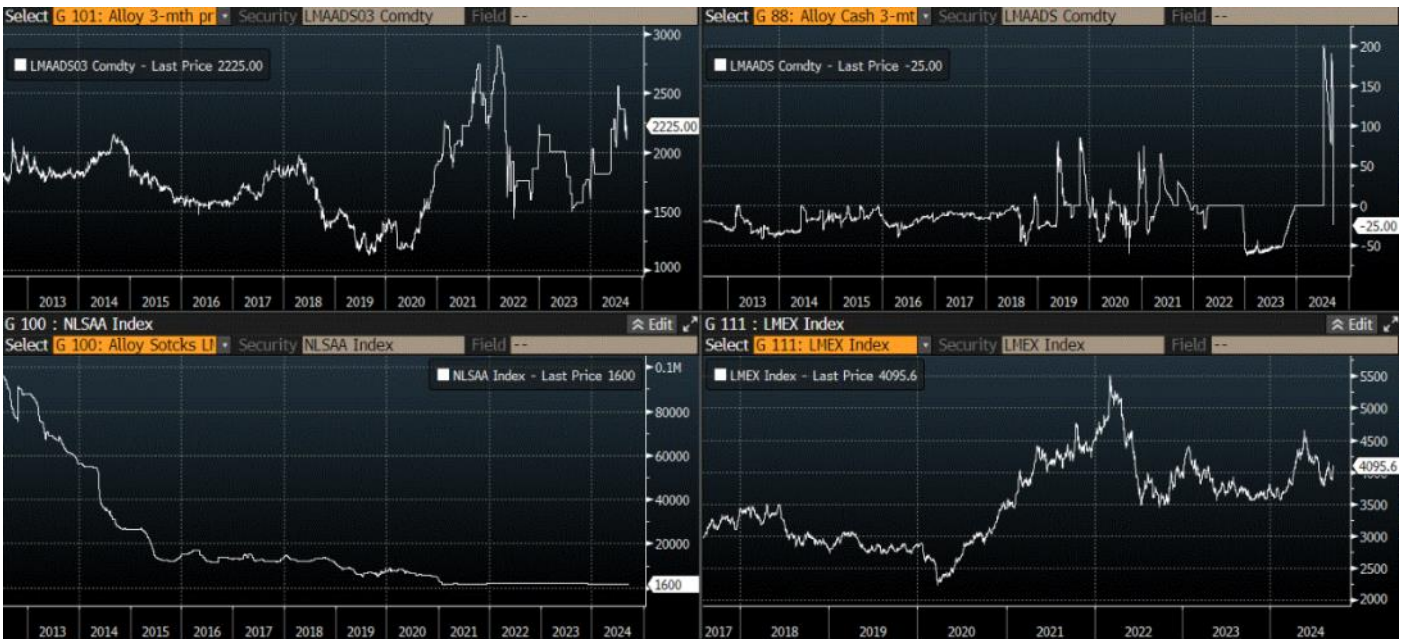 Select G 101: Alloy 3-mth pr Security LMAADS03 Comdty Field --
LMAADS03 Comdty - Last Price 2225.00
3000
2500
2225.00
2000
1500
1000
2013 2014 2015 2016 2017 2018 2019 2020 2021 2022 2023 2024
Select G 88: Alloy Cash 3-mt Security LMAADS Comdty Field --
LMAADS Comdty - Last Price -25.00
200
150
100
50
0
-25.00
-50
2013 2014 2015 2016 2017 2018 2019 2020 2021 2022 2023 2024
G 100 : NLSAA Index Edit
Select G 100: Alloy Sotcks LM Security NLSAA Index Field --
NLSAA Index - Last Price 1600
0.1M
80000
60000
40000
20000
1600
2013 2014 2015 2016 2017 2018 2019 2020 2021 2022 2023 2024
G 111 : LMEX Index Edit
Select G 111: LMEX Index Security LMEX Index Field --
LMEX Index - Last Price 4095.6
5500
5000
4500
4095.6
3500
3000
2500
2000
2017 2018 2019 2020 2021 2022 2023 2024